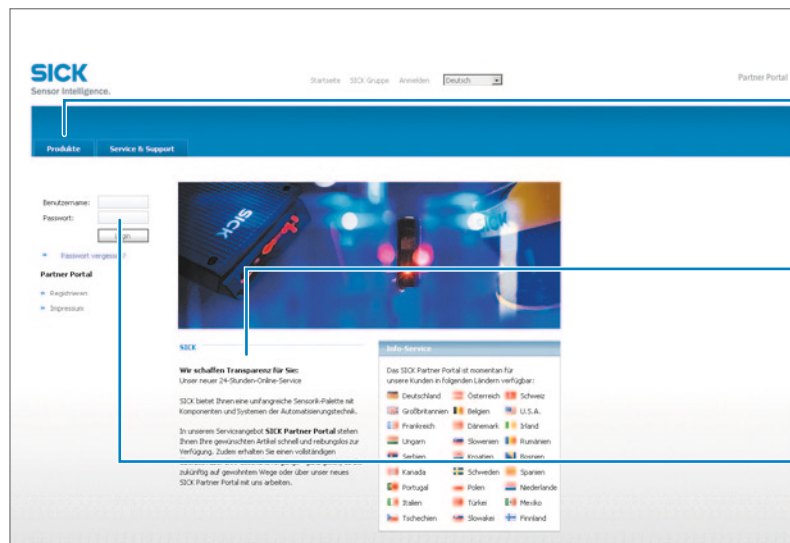 SICK
Sensor Intelligence.
Startseite SICK Gruppe Anmelden Deutsch
Partner Portal
Produkte Service & Support
Benutzername:
Passwort:
Login
Passwort vergessen?
Partner Portal
Registrieren
Impressum
SICK
SICK
SICK
Wir schaffen Transparenz für Sie:
Unser neuer 24-Stunden-Online-Service
SICK bietet Ihnen eine umfangreiche Sensorik-Palette mit
Komponenten und Systemen der Automatisierungstechnik.
In unserem Serviceangebot SICK Partner Portal stehen
Ihnen Ihre gewünschten Artikel schnell und reibungslos zur
Verfügung. Zudem erhalten Sie einen vollständigen
zukünftig auf gewohntem Wege oder über unser neues
SICK Partner Portal mit uns arbeiten.
Info-Service
Das SICK Partner Portal ist momentan für
unsere Kunden in folgenden Ländern verfügbar:
Deutschland Österreich Schweiz
Großbritannien Belgien U.S.A.
Frankreich Dänemark Irland
Ungarn Slowenien Rumänien
Serbien Kroatien Bosnien
Kanada Schweden Spanien
Portugal Polen Niederlande
Italien Türkei Mexiko
Tschechien Slowakei Finnland